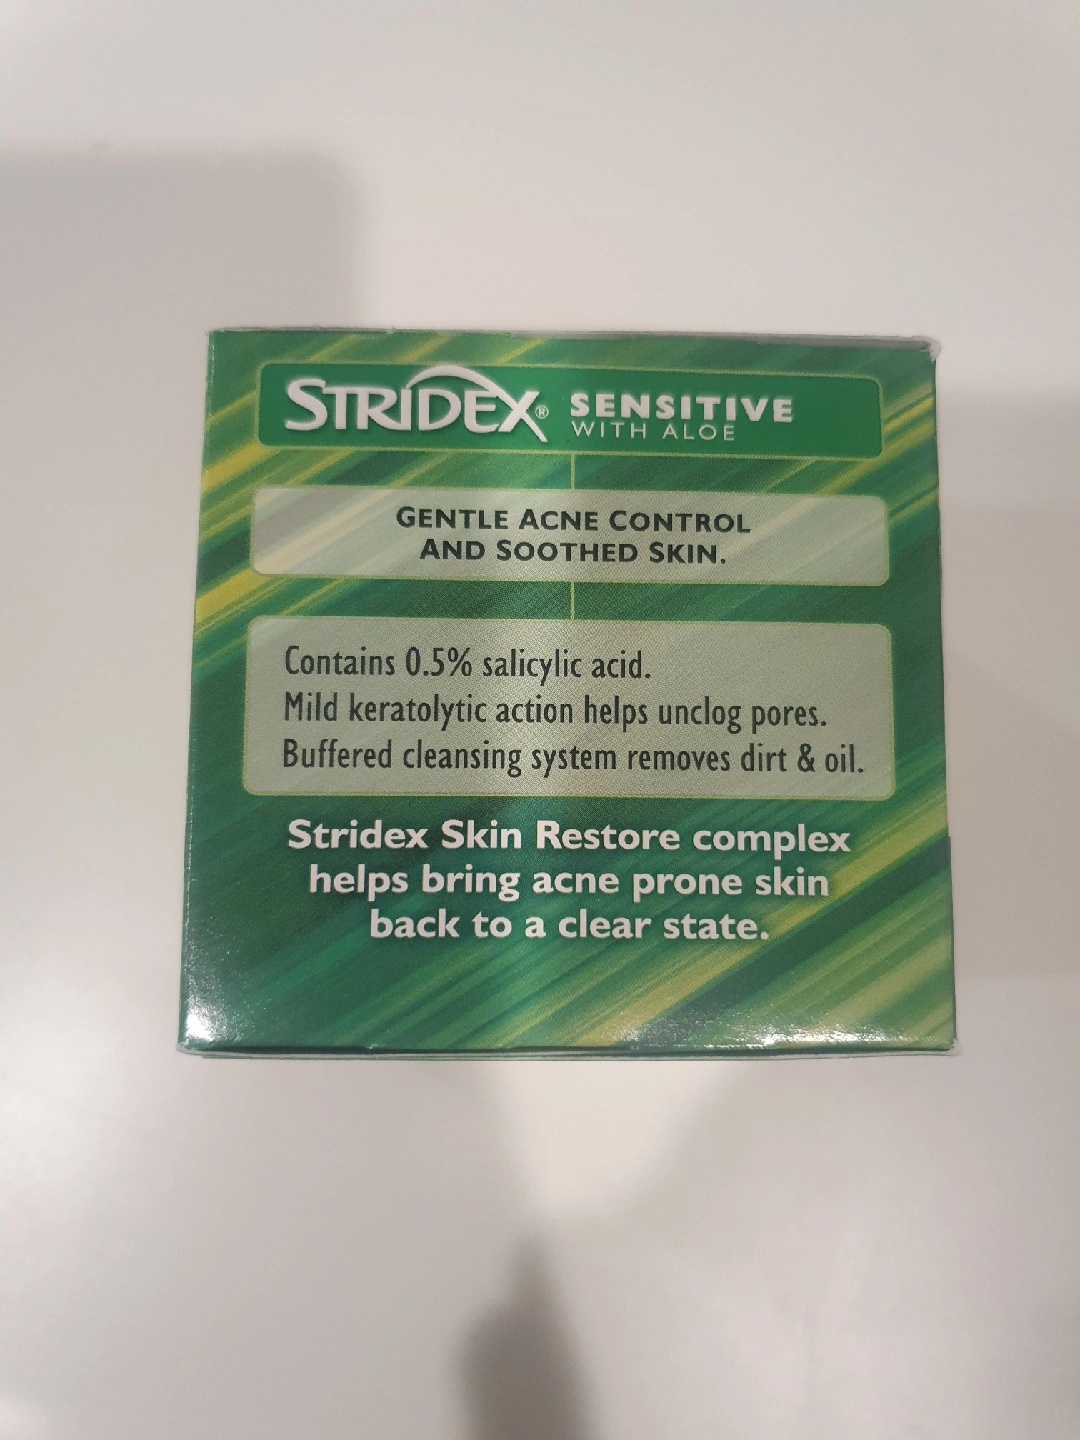 STRIDEX® SENSITIVE
WITH ALOE
GENTLE ACNE CONTROL
AND SOOTHED SKIN.
Contains 0.5% salicylic acid.
Mild keratolytic action helps unclog pores.
Buffered cleansing system removes dirt & oil.
Stridex Skin Restore complex
helps bring acne prone skin
back to a clear state.